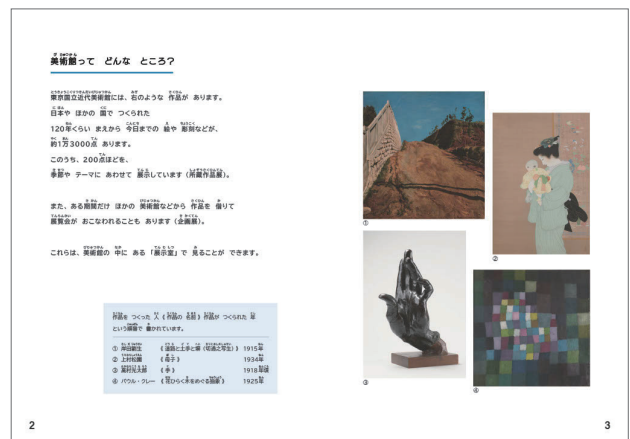 美術館って どんな ところ?
東京国立近代美術館には、右のような 作品が あります。
日本や ほかの 国で つくられた
120年くらい まえから 今日までの 絵や 彫刻などが、
約1万3000点 あります。
このうち、200点ほどを、
季節や テーマに あわせて 展示しています（所蔵作品展）。
また、ある期間だけ ほかの 美術館などから 作品を 借りて
展覧会が おこなわれることも あります（企画展）。
これらは、美術館の 中に ある 「展示室」で 見ることが できます。
作品を つくった 人《 作品の 名前 》作品が つくられた 年
という順番で 書かれています。
① 岸田劉生 《 道路と土手と塀（切通之写生）》 1915年
② 上村松園 《 母子 》 1934年
③ 高村光太郎 《 手 》 1918年頃
④ パウル・クレー 《 花ひらく木をめぐる抽象 》 1925年
①
②
③
④
2
3